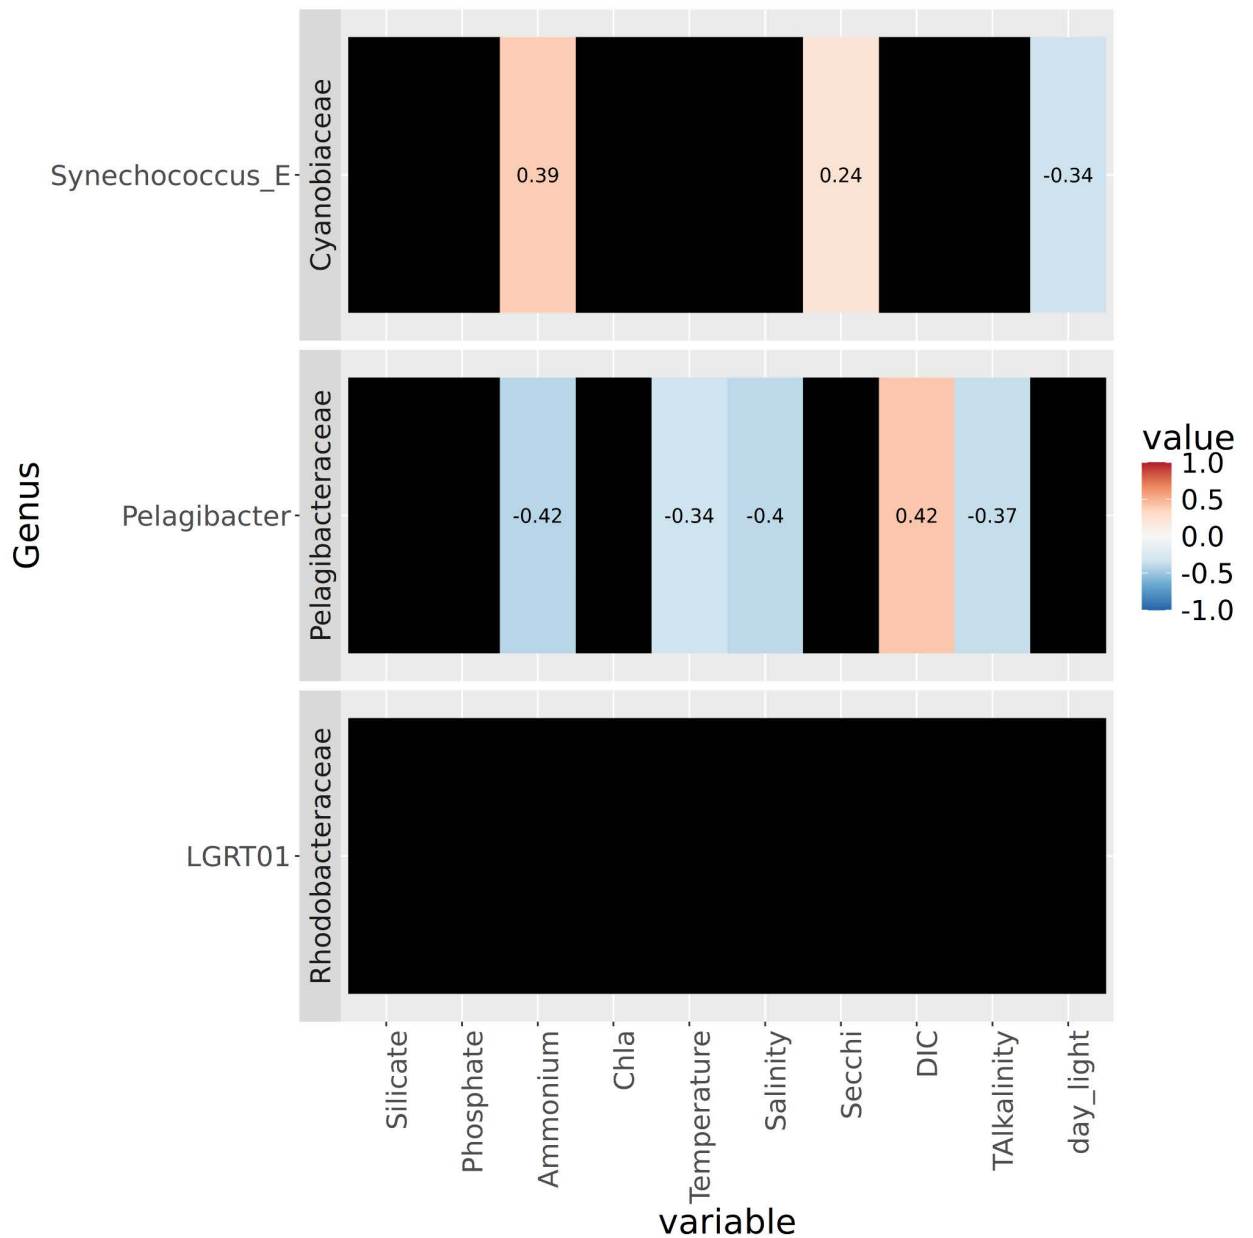 Genus
Synechococcus_E
Cyanobiaceae
0.39
0.24
-0.34
Pelagibacter
Pelagibacteraceae
-0.42
-0.34
-0.4
0.42
-0.37
LGRT01
Rhodobacteraceae
Silicate
Phosphate
Ammonium
Chla
Temperature
Salinity
Secchi
DIC
TAlkalinity
day_light
variable
value
1.0
0.5
0.0
-0.5
-1.0